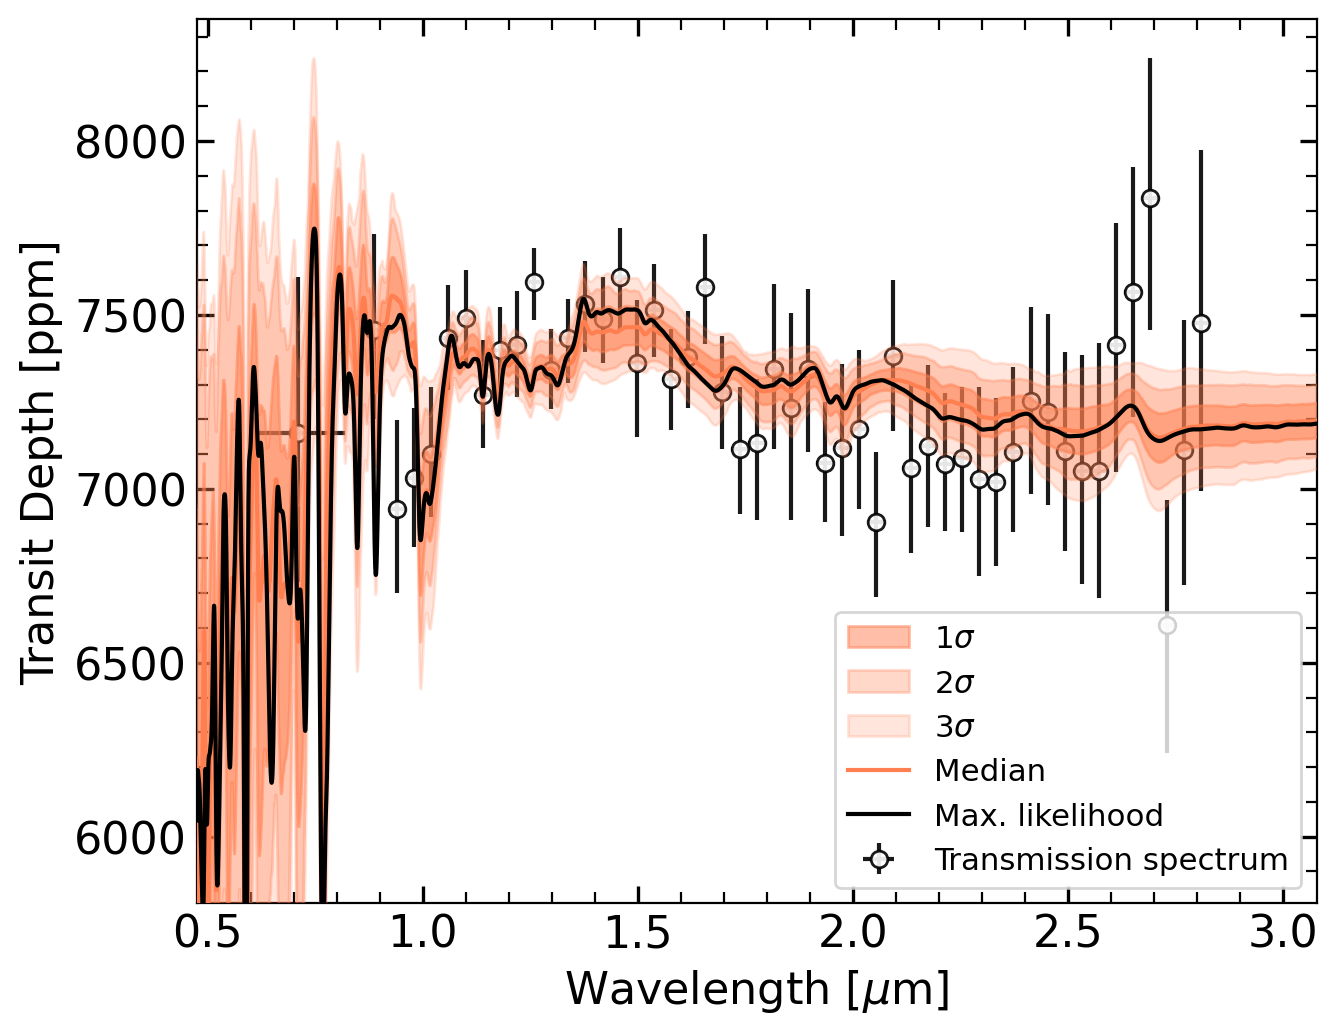 Transit Depth [ppm]
8000
7500
7000
6500
6000
1σ
2σ
3σ
Median
Max. likelihood
Transmission spectrum
0.5 1.0 1.5 2.0 2.5 3.0
Wavelength [μm]